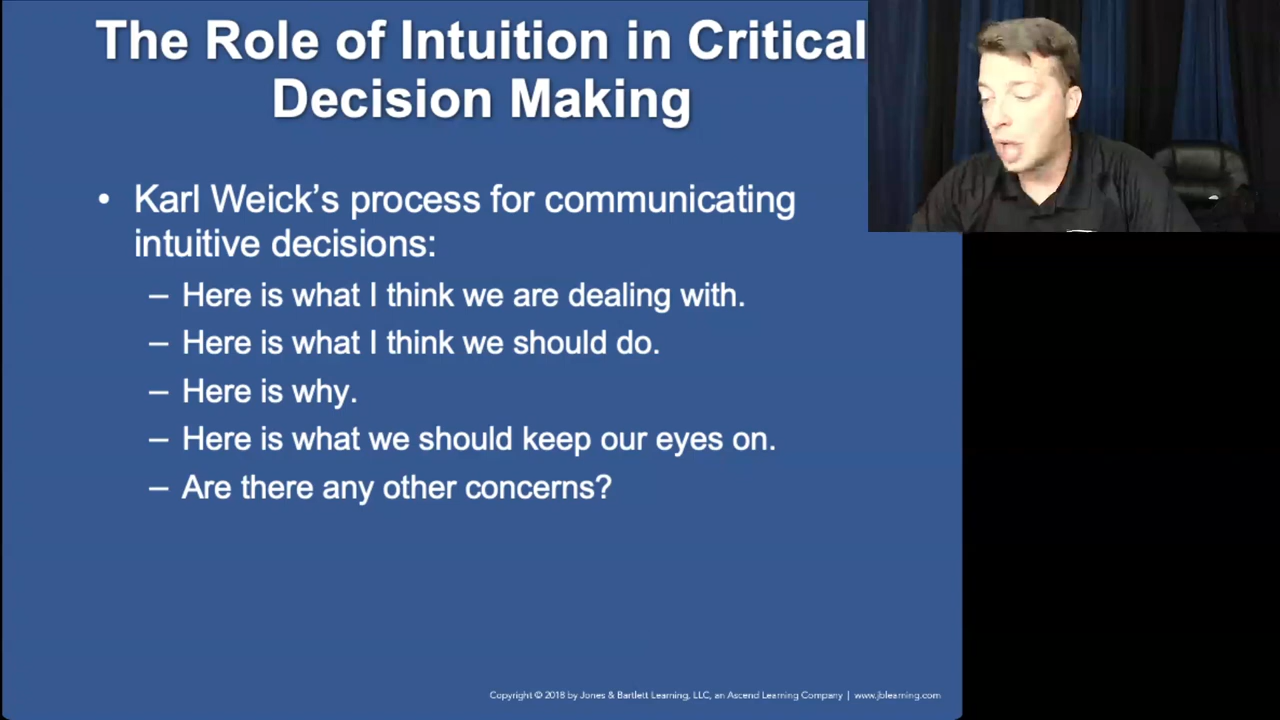 The Role of Intuition in Critical
Decision Making
• Karl Weick’s process for communicating
intuitive decisions:
– Here is what I think we are dealing with.
– Here is what I think we should do.
– Here is why.
– Here is what we should keep our eyes on.
– Are there any other concerns?
Copyright © 2018 by Jones & Bartlett Learning, LLC, an Ascend Learning Company | www.jblearning.com